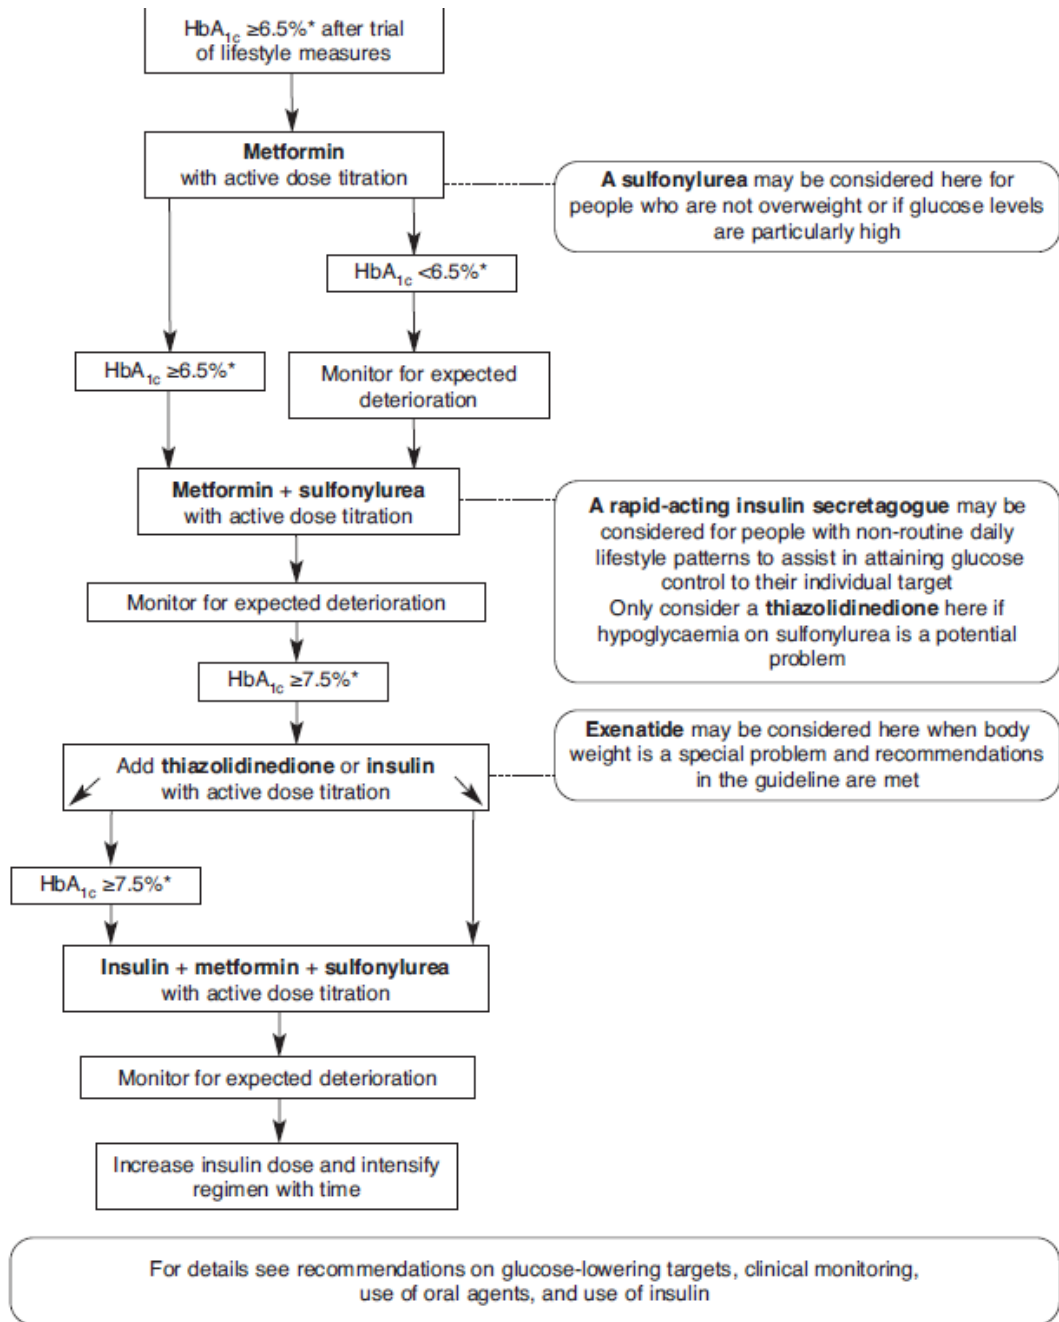 HbA1c ≥6.5%* after trial
of lifestyle measures
Metformin
with active dose titration
A sulfonylurea may be considered here for
people who are not overweight or if glucose levels
are particularly high
HbA1c <6.5%*
HbA1c ≥6.5%*
Monitor for expected
deterioration
Metformin + sulfonylurea
with active dose titration
A rapid-acting insulin secretagogue may be
considered for people with non-routine daily
lifestyle patterns to assist in attaining glucose
control to their individual target
Only consider a thiazolidinedione here if
hypoglycaemia on sulfonylurea is a potential
problem
Monitor for expected deterioration
HbA1c ≥7.5%*
Add thiazolidinedione or insulin
with active dose titration
Exenatide may be considered here when body
weight is a special problem and recommendations
in the guideline are met
HbA1c ≥7.5%*
Insulin + metformin + sulfonylurea
with active dose titration
Monitor for expected deterioration
Increase insulin dose and intensify
regimen with time
For details see recommendations on glucose-lowering targets, clinical monitoring,
use of oral agents, and use of insulin